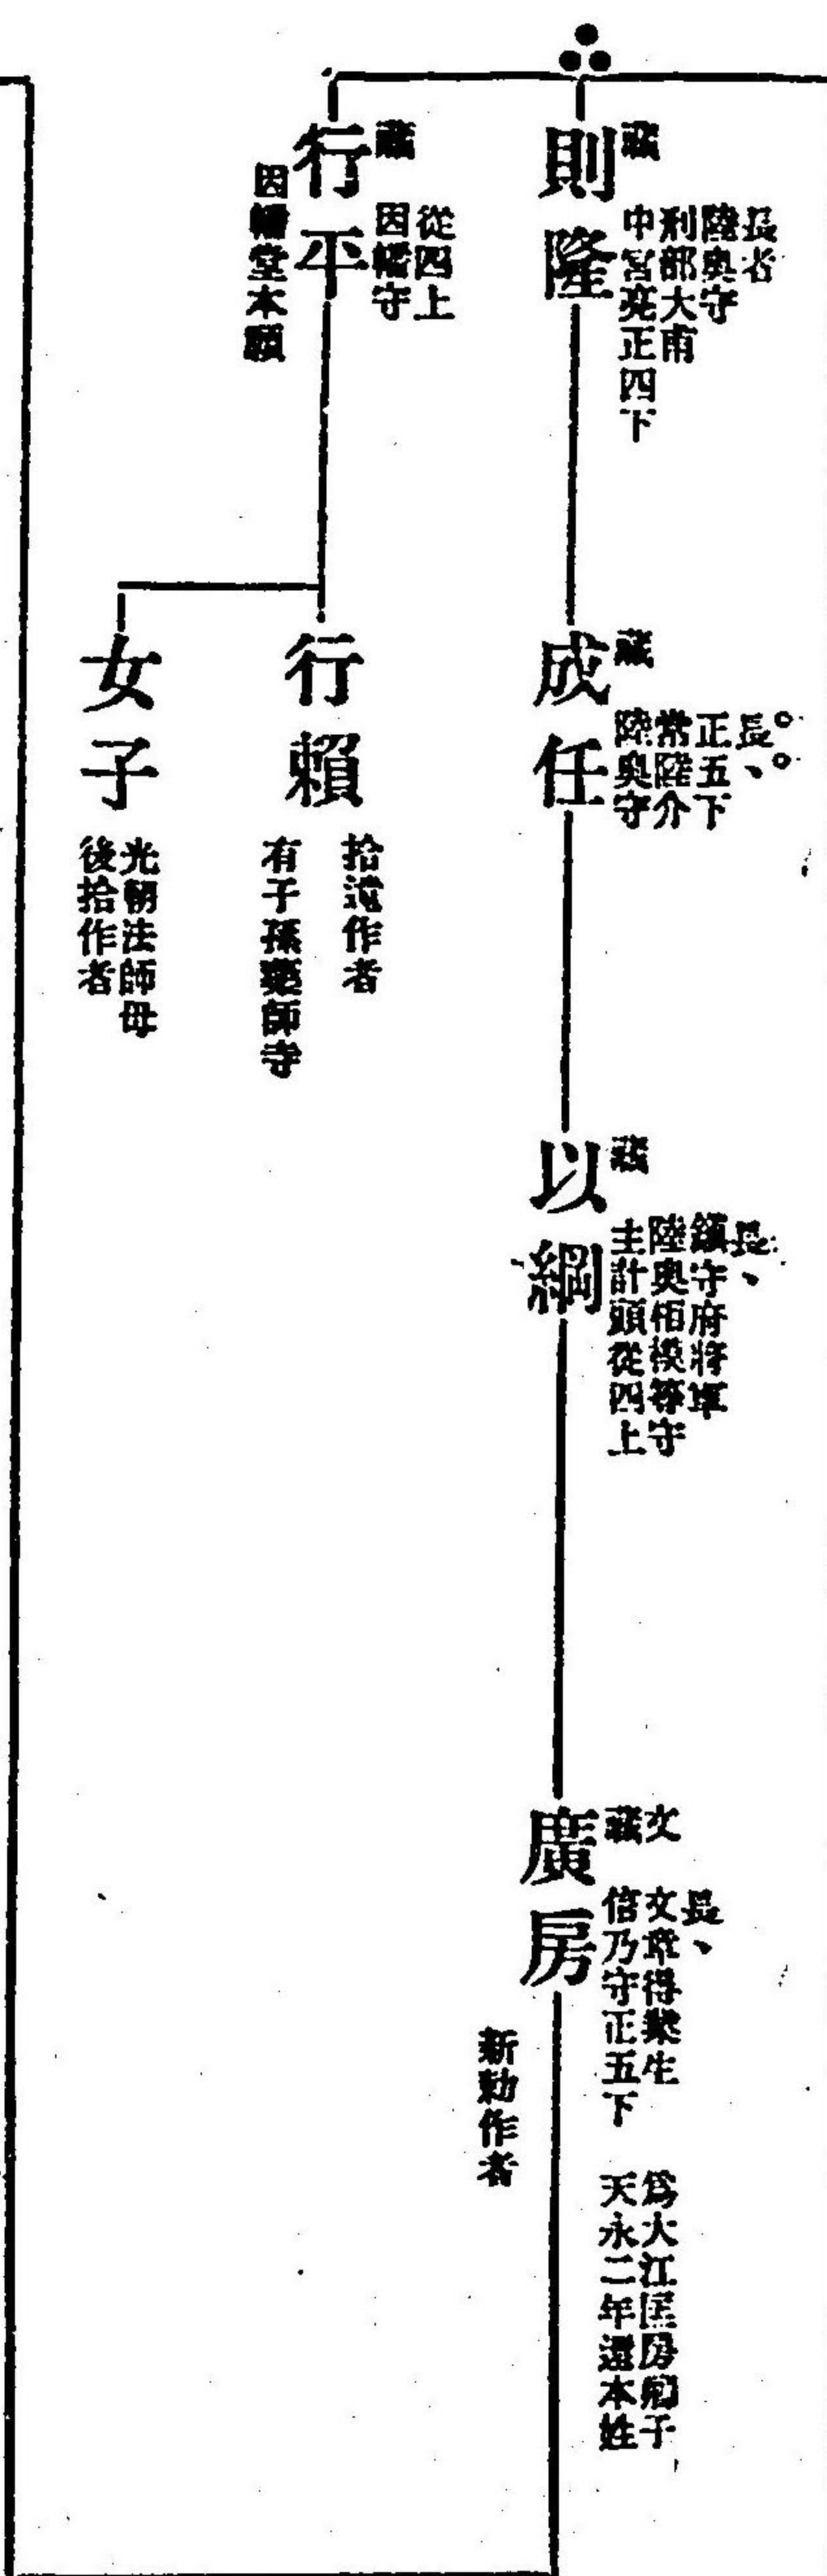 則隆
藏
長者
陸奥守
刑部大甫
中宮亮正四下
成任
藏
長、
正五下
常陸介
陸奥守
以綱
藏
長、
鎮守府将軍
陸奥相模等守
主計頭從四上
廣房
文
藏
長、
文章得業生
信乃守正五下
爲大江匡房卿子
天永二年還本姓
新勅作者
行平
藏
從四上
因幡守
因幡堂本願
行頼
拾遺作者
有子孫藥師寺
女子
光朝法師母
後拾作者